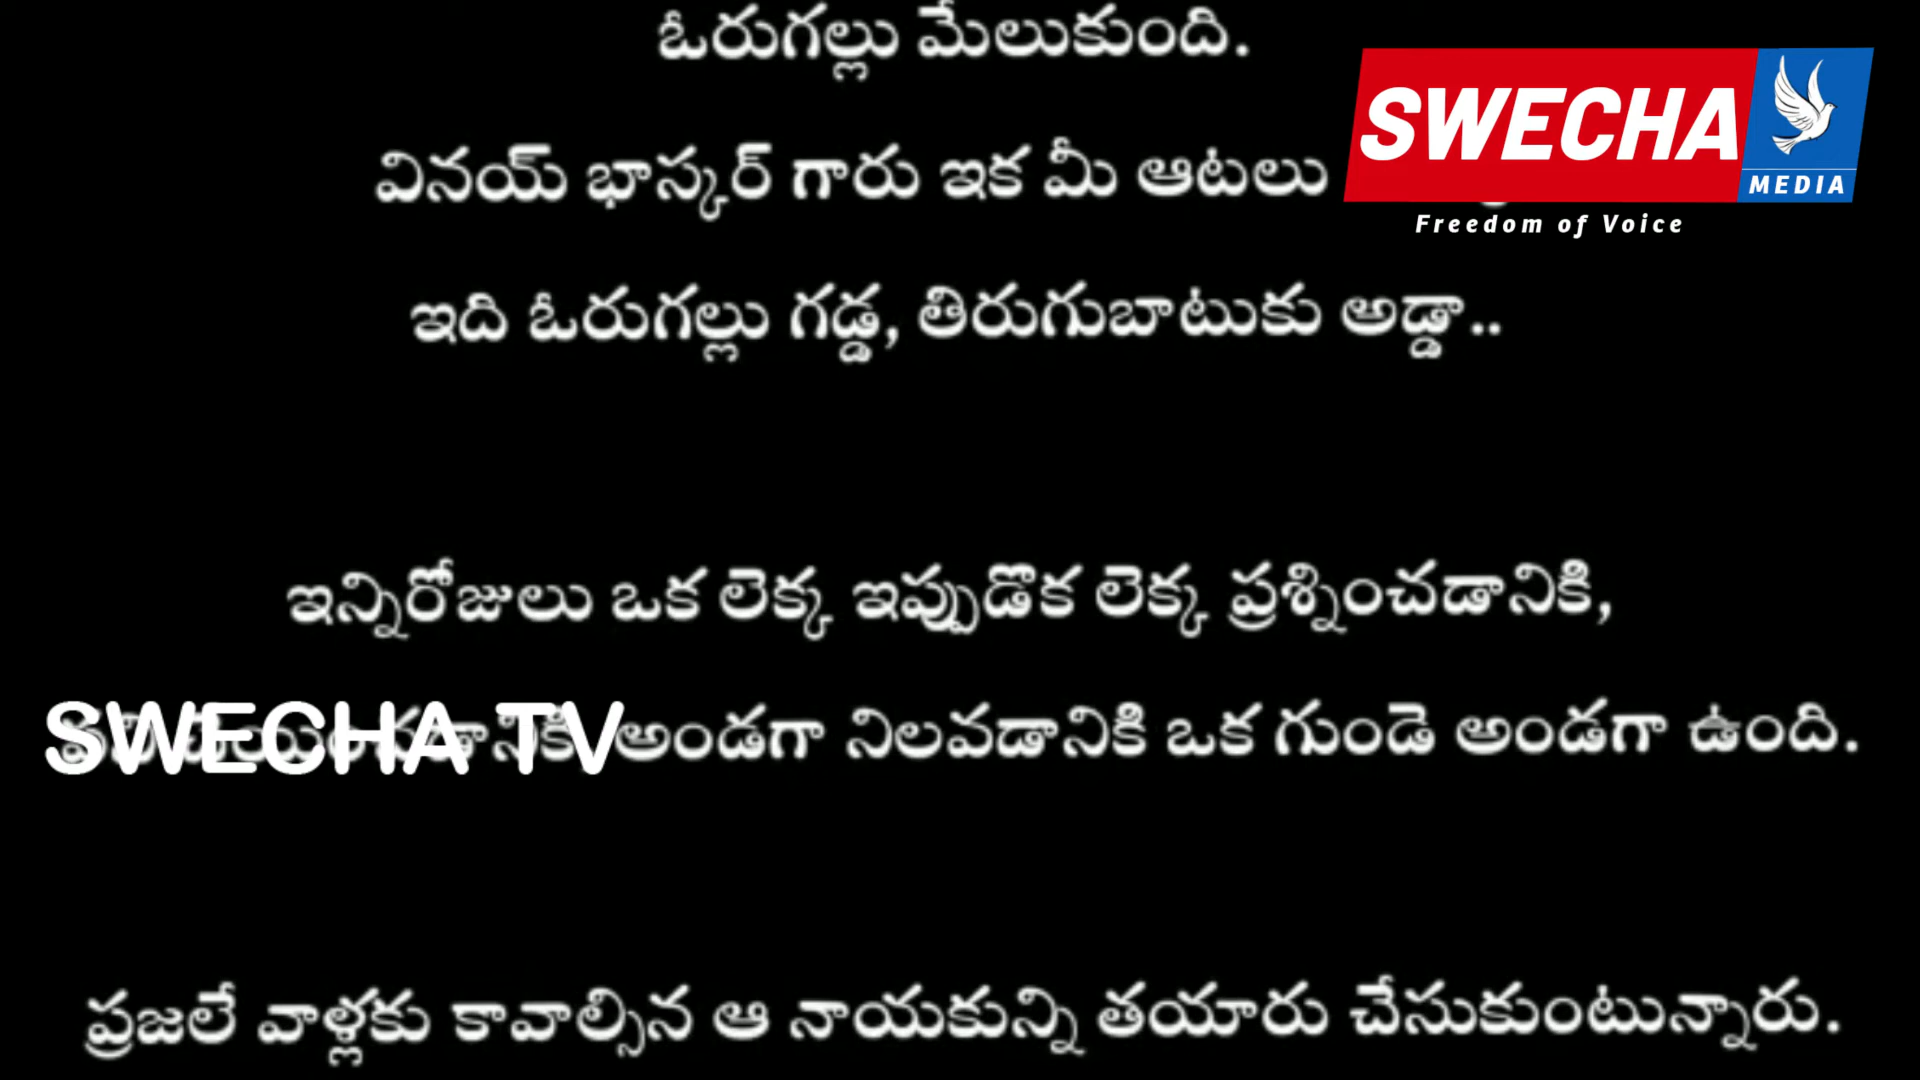 ఓరుగల్లు మేలుకుంది.
SWECHA
MEDIA
Freedom of Voice
వినయ్ భాస్కర్ గారు ఇక మీ ఆటలు
ఇది ఓరుగల్లు గడ్డ, తిరుగుబాటుకు అడ్డా..
ఇన్నిరోజులు ఒక లెక్క ఇప్పుడొక లెక్క ప్రశ్నించడానికి,
SWECHA TV
అండగా నిలవడానికి ఒక గుండె అండగా ఉంది.
ప్రజలే వాళ్లకు కావాల్సిన ఆ నాయకున్ని తయారు చేసుకుంటున్నారు.